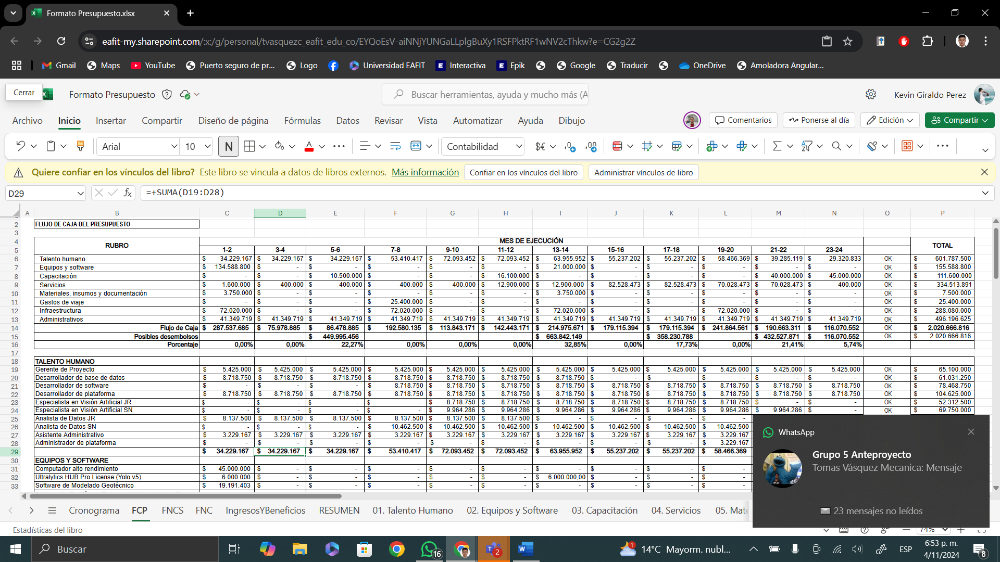 Formato Presupuesto.xlsx
eafit-my.sharepoint.com/:x:/g/personal/tvasquezc_eafit_edu_co/EYQoEsV-aiNNjYUNGaLLplgBuXy1RSFPktRF1wNV2cThkw?e=CG2g2Z
Gmail Maps YouTube Puerto seguro de pr... Logo Universidad EAFIT Interactiva Epik Google Traducir OneDrive Amoladora Angular...
Cerrar Formato Presupuesto Buscar herramientas, ayuda y mucho más (A Kevin Giraldo Perez
Archivo Inicio Insertar Compartir Diseño de página Fórmulas Datos Revisar Vista Automatizar Ayuda Dibujo Comentarios Ponerse al día Edición Compartir
Arial 10 N Contabilidad
Quiere confiar en los vínculos del libro? Este libro se vincula a datos de libros externos. Más información Confiar en los vínculos del libro Administrar vínculos de libro
D29 fx =+SUMA(D19:D28)
A B C D E F G H I J K L M N O P
2 FLUJO DE CAJA DEL PRESUPUESTO
3
4 RUBRO MES DE EJECUCIÓN TOTAL
5 1-2 3-4 5-6 7-8 9-10 11-12 13-14 15-16 17-18 19-20 21-22 23-24
6 Talento humano $ 34.229.167 $ 34.229.167 $ 34.229.167 $ 53.410.417 $ 72.093.452 $ 72.093.452 $ 63.955.952 $ 55.237.202 $ 55.237.202 $ 58.466.369 $ 39.285.119 $ 29.320.833 OK $ 601.787.500
7 Equipos y software $ 134.588.800 $ - $ - $ - $ - $ - $ 21.000.000 $ - $ - $ - $ - $ - OK $ 155.588.800
8 Capacitación $ - $ - $ 10.500.000 $ - $ - $ 16.100.000 $ - $ - $ - $ - $ 40.000.000 $ 45.000.000 OK $ 111.600.000
9 Servicios $ 1.600.000 $ 400.000 $ 400.000 $ 400.000 $ 400.000 $ 12.900.000 $ 12.900.000 $ 82.528.473 $ 82.528.473 $ 70.028.473 $ 70.028.473 $ 400.000 OK $ 334.513.891
10 Materiales, insumos y documentación $ 3.750.000 $ - $ - $ - $ - $ - $ 3.750.000 $ - $ - $ - $ - $ - OK $ 7.500.000
11 Gastos de viaje $ - $ - $ - $ 25.400.000 $ - $ - $ - $ - $ - $ - $ - $ - OK $ 25.400.000
12 Infraestructura $ 72.020.000 $ - $ - $ 72.020.000 $ - $ - $ 72.020.000 $ - $ - $ 72.020.000 $ - $ - OK $ 288.080.000
13 Administrativos $ 41.349.719 $ 41.349.719 $ 41.349.719 $ 41.349.719 $ 41.349.719 $ 41.349.719 $ 41.349.719 $ 41.349.719 $ 41.349.719 $ 41.349.719 $ 41.349.719 $ 41.349.719 OK $ 496.196.625
14 Flujo de Caja $ 287.537.685 $ 75.978.885 $ 86.478.885 $ 192.580.135 $ 113.843.171 $ 142.443.171 $ 214.975.671 $ 179.115.394 $ 179.115.394 $ 241.864.561 $ 190.663.311 $ 116.070.552 OK $ 2.020.666.816
15 Posibles desembolsos $ 449.995.456 $ 663.842.149 $ 358.230.788 $ 432.527.871 $ 116.070.552 OK $ 2.020.666.816
16 Porcentaje 0,00% 0,00% 22,27% 0,00% 0,00% 0,00% 32,85% 0,00% 17,73% 0,00% 21,41% 5,74%
17
18 TALENTO HUMANO
19 Gerente de Proyecto $ 5.425.000 $ 5.425.000 $ 5.425.000 $ 5.425.000 $ 5.425.000 $ 5.425.000 $ 5.425.000 $ 5.425.000 $ 5.425.000 $ 5.425.000 $ 5.425.000 $ 5.425.000 OK $ 65.100.000
20 Desarrollador de base de datos $ 8.718.750 $ 8.718.750 $ 8.718.750 $ 8.718.750 $ 8.718.750 $ 8.718.750 $ 8.718.750 $ - $ - $ - $ - $ - OK $ 61.031.250
21 Desarrollador de software $ - $ - $ - $ 8.718.750 $ 8.718.750 $ 8.718.750 $ 8.718.750 $ 8.718.750 $ 8.718.750 $ 8.718.750 $ 8.718.750 $ 8.718.750 OK $ 78.468.750
22 Desarrollador de plataforma $ 8.718.750 $ 8.718.750 $ 8.718.750 $ 8.718.750 $ 8.718.750 $ 8.718.750 $ 8.718.750 $ 8.718.750 $ 8.718.750 $ 8.718.750 $ 8.718.750 $ 8.718.750 OK $ 104.625.000
23 Especialista en Visión Artificial JR $ - $ - $ - $ - $ 8.718.750 $ 8.718.750 $ 8.718.750 $ 8.718.750 $ 8.718.750 $ 8.718.750 $ - $ - OK $ 52.312.500
24 Especialista en Visión Artificial SN $ - $ - $ - $ - $ 9.964.286 $ 9.964.286 $ 9.964.286 $ 9.964.286 $ 9.964.286 $ 9.964.286 $ 9.964.286 $ - OK $ 69.750.000
25 Analista de Datos JR $ 8.137.500 $ 8.137.500 $ 8.137.500 $ 8.137.500 $ 8.137.500 $ 8.137.500 $ - $ - $ - $ -
26 Analista de Datos SN $ - $ - $ - $ 10.462.500 $ 10.462.500 $ 10.462.500 $ 10.462.500 $ 10.462.500 $ 10.462.500 $ 10.462.500
27 Asistente Administrativo $ 3.229.167 $ 3.229.167 $ 3.229.167 $ 3.229.167 $ 3.229.167 $ 3.229.167 $ 3.229.167 $ 3.229.167 $ 3.229.167 $ 3.229.167
28 Administrador de plataforma $ - $ - $ - $ - $ - $ - $ - $ - $ - $ 3.229.167
29 $ 34.229.167 $ 34.229.167 $ 34.229.167 $ 53.410.417 $ 72.093.452 $ 72.093.452 $ 63.955.952 $ 55.237.202 $ 55.237.202 $ 58.466.369
30 EQUIPOS Y SOFTWARE
31 Computador alto rendimiento $ 45.000.000 $ - $ - $ - $ - $ - $ - $ - $ - $ -
32 Ultralytics HUB Pro License (Yolo v5) $ 6.000.000 $ - $ - $ - $ - $ - $ 6.000.000,00 $ - $ - $ -
33 Software de Modelado Geotécnico $ 19.191.403 $ - $ - $ - $ - $ - $ - $ - $ - $ -
WhatsApp
Grupo 5 Anteproyecto
Tomas Vásquez Mecanica: Mensaje
23 mensajes no leídos
Cronograma FCP FNCS FNC IngresosYBeneficios RESUMEN 01. Talento Humano 02. Equipos y Software 03. Capacitación 04. Servicios 05. Mate
Estadísticas del libro 74%
Buscar 16 2 1 14°C Mayorm. nubl... ESP 6:53 p. m.
4/11/2024 8